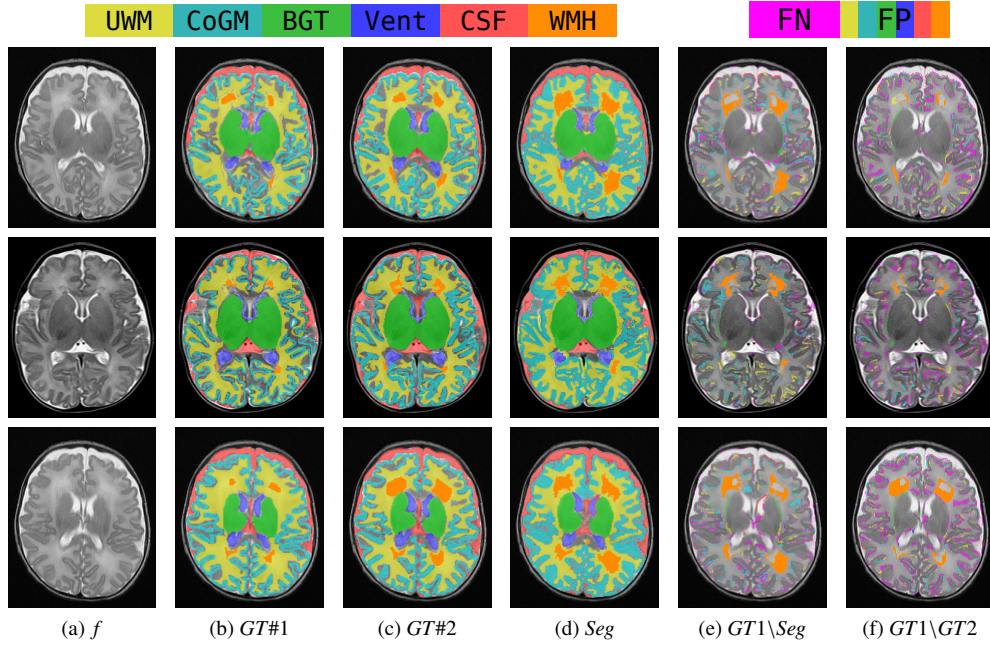 UWM CoGM BGT Vent CSF WMH FN FP
(a) f (b) GT#1 (c) GT#2 (d) Seg (e) GT1\Seg (f) GT1\GT2